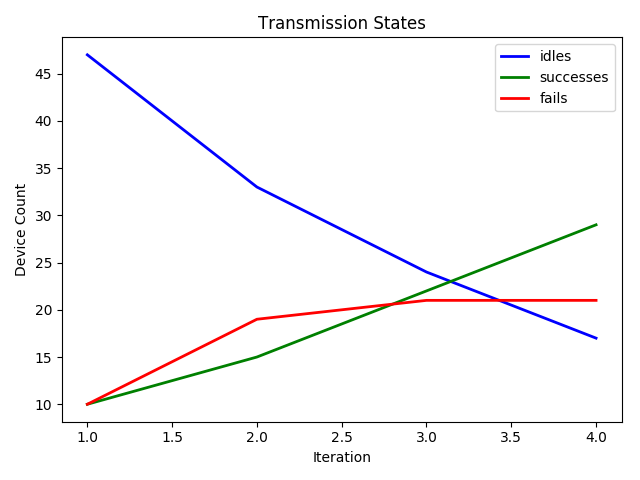 Transmission States
idles
successes
fails
Device Count
45
40
35
30
25
20
15
10
1.0 1.5 2.0 2.5 3.0 3.5 4.0
Iteration